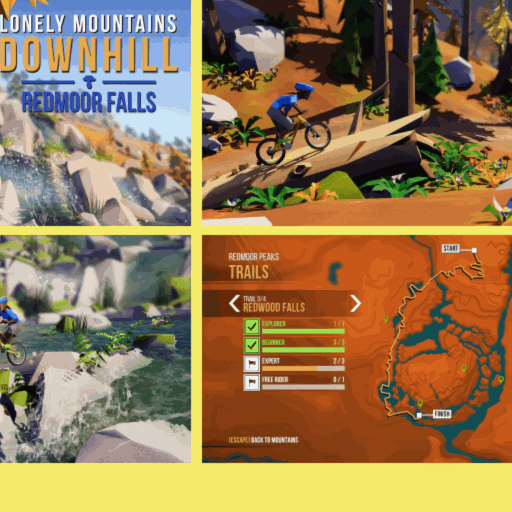 LONELY MOUNTAINS
DOWNHILL
REDMOOR FALLS
REDMOOR PEAKS
TRAILS
TRAIL 3/4
REDWOOD FALLS
EXPLORER 1 / 1
BEGINNER 3 / 3
EXPERT 2 / 3
FREE RIDER 0 / 1
[ESCAPE] BACK TO MOUNTAINS
START
FINISH